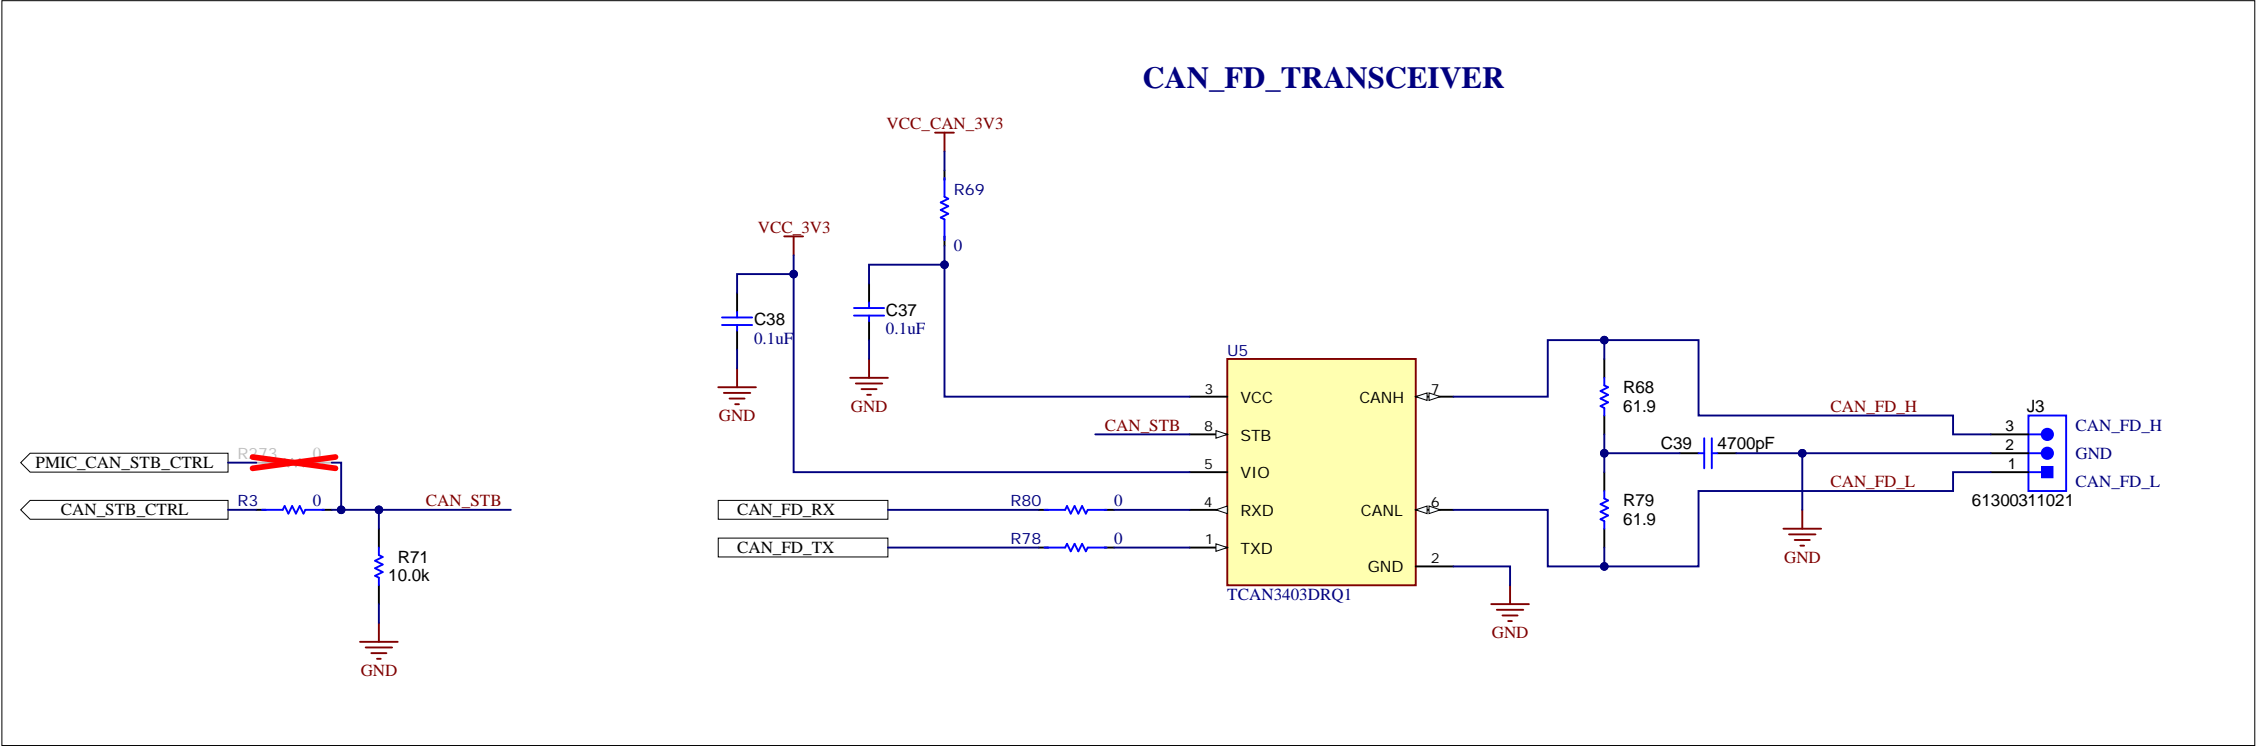 CAN_FD_TRANSCEIVER
VCC_CAN_3V3
R69
0
VCC_3V3
C38
0.1uF
GND
C37
0.1uF
GND
PMIC_CAN_STB_CTRL
R273 0
CAN_STB_CTRL
R3 0
CAN_STB
R71
10.0k
GND
CAN_STB
CAN_FD_RX
R80 0
CAN_FD_TX
R78 0
U5
3 VCC
8 STB
5 VIO
4 RXD
1 TXD
CANH 7
CANL 6
GND 2
TCAN3403DRQ1
GND
R68
61.9
C39 4700pF
R79
61.9
GND
CAN_FD_H
CAN_FD_L
J3
3 CAN_FD_H
2 GND
1 CAN_FD_L
61300311021